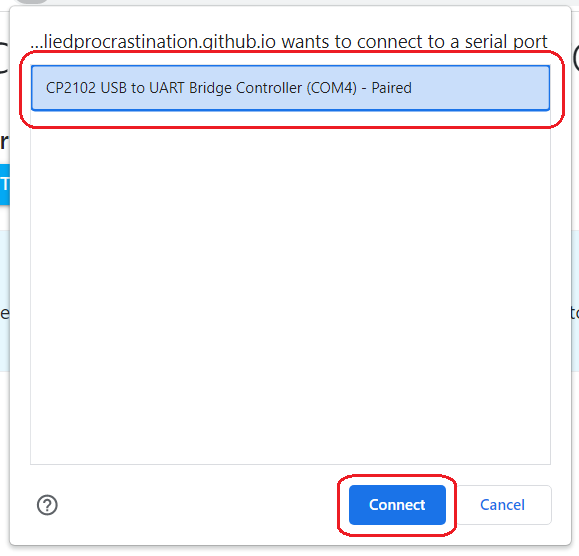 ...liedprocrastination.github.io wants to connect to a serial port
CP2102 USB to UART Bridge Controller (COM4) - Paired
Connect
Cancel